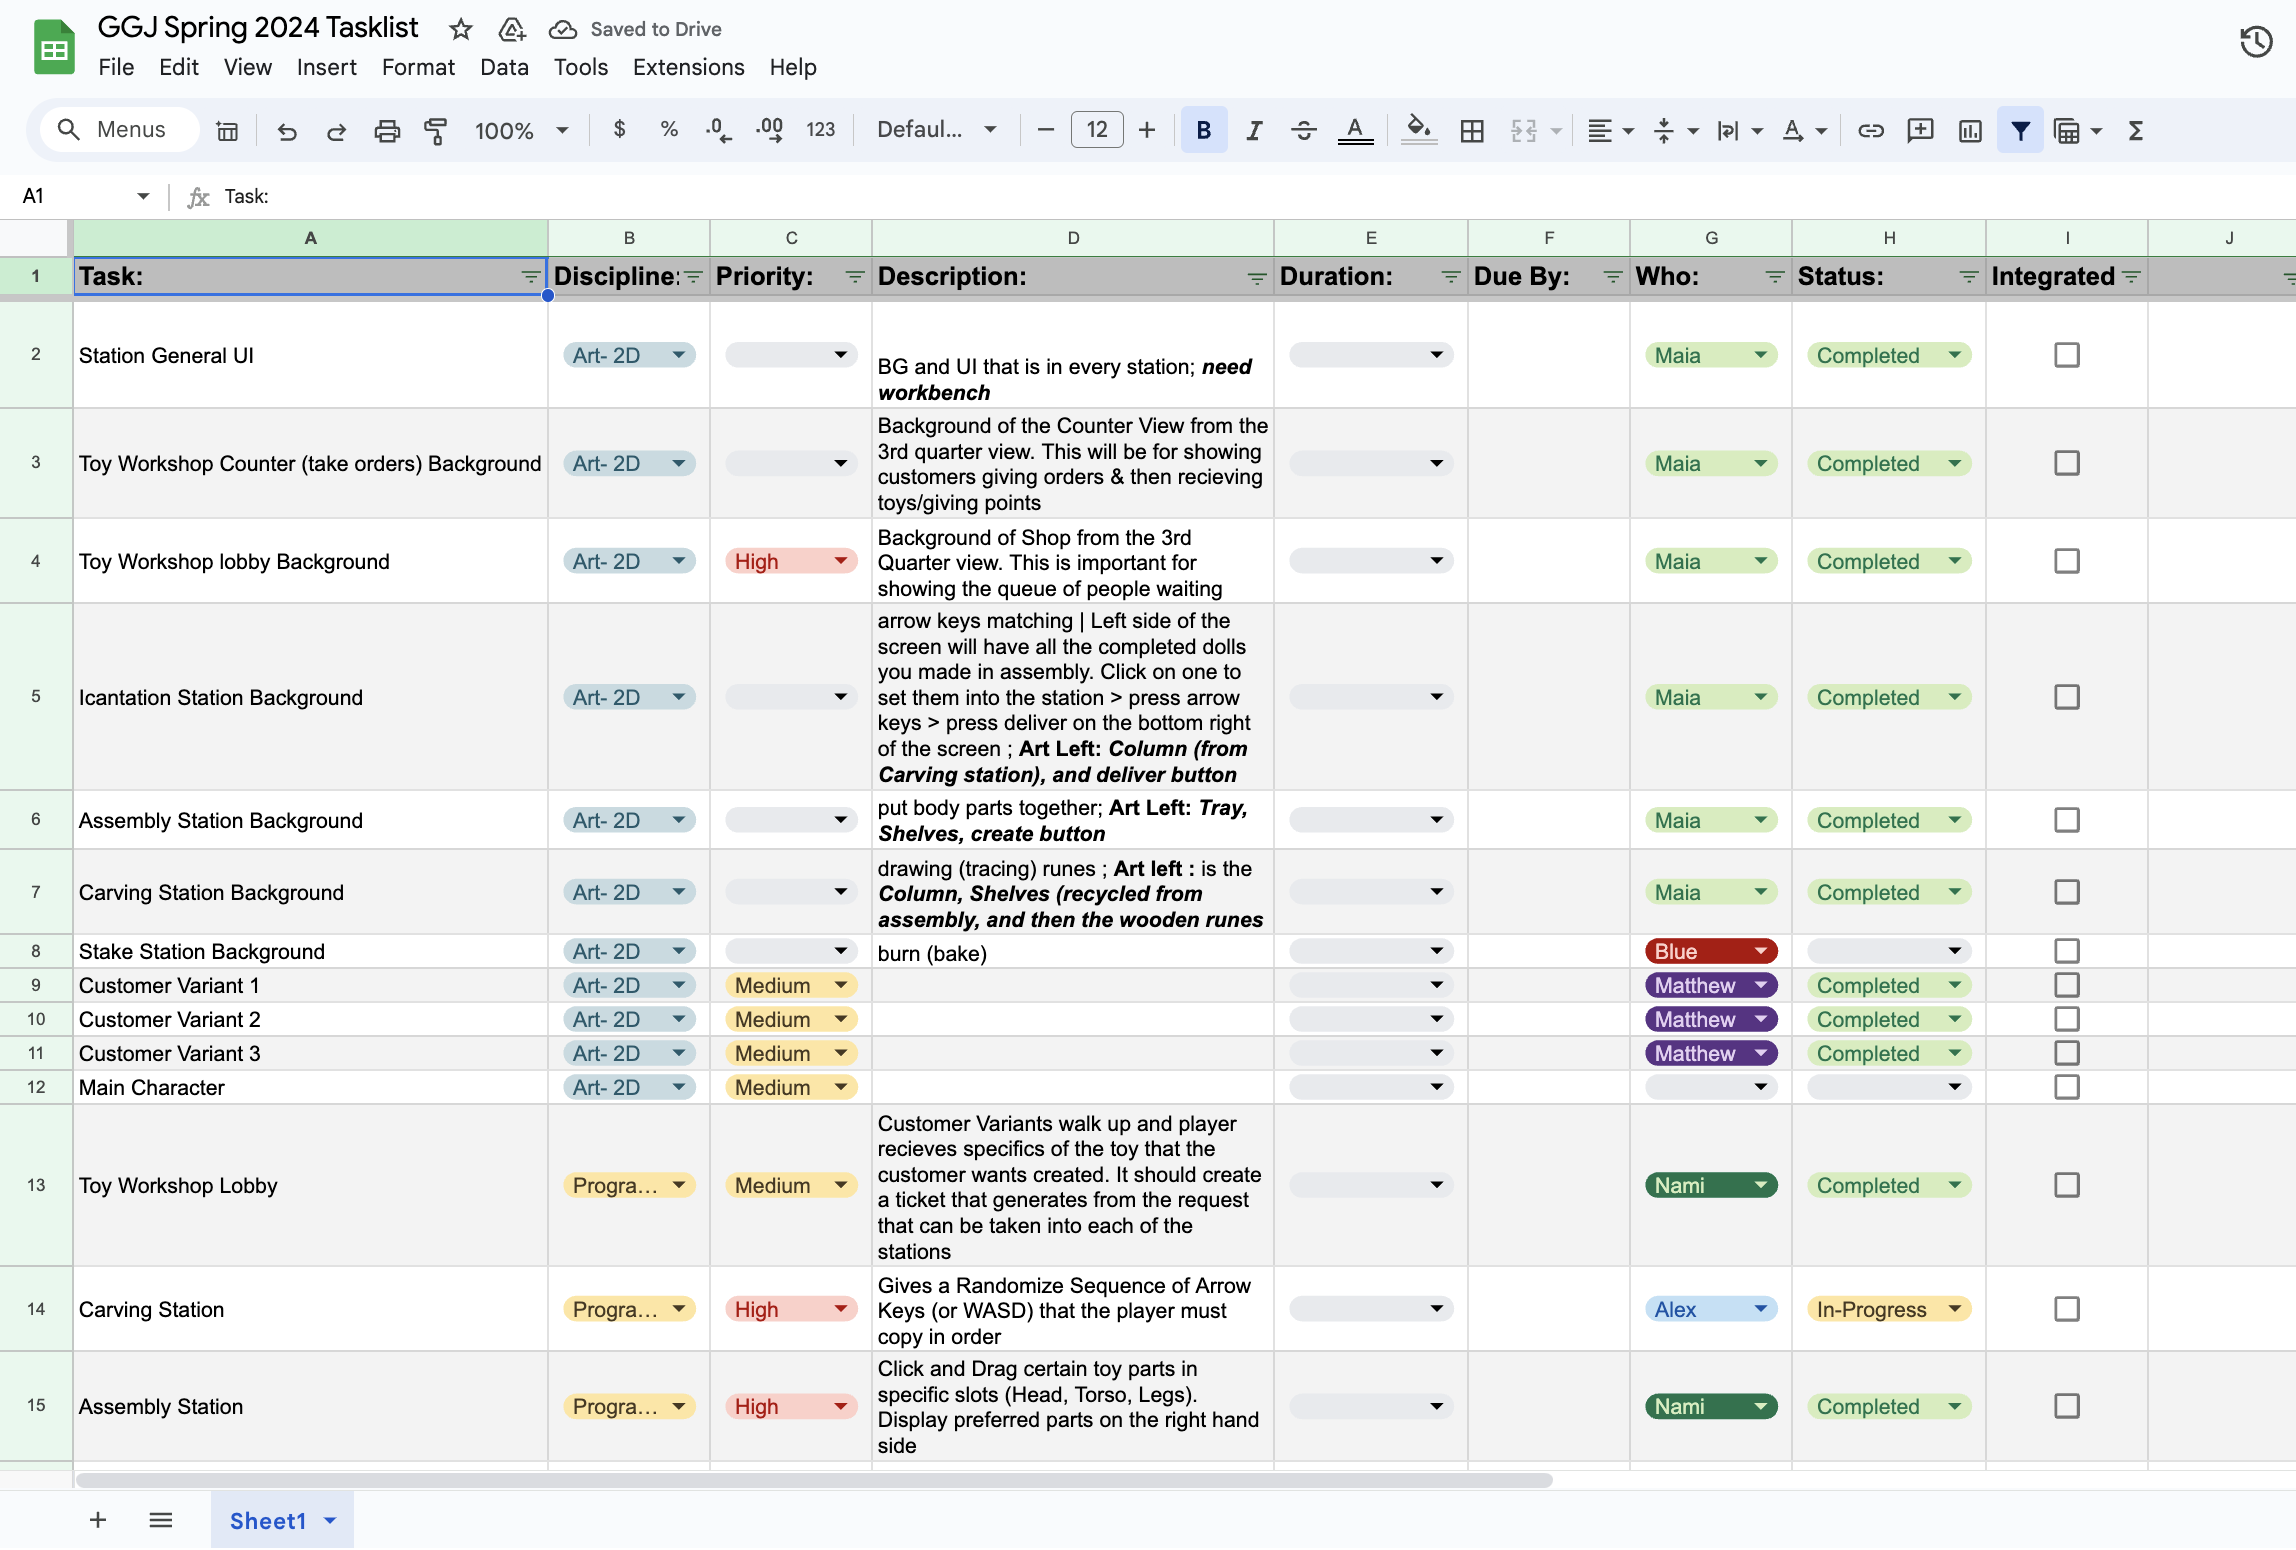 GGJ Spring 2024 Tasklist Saved to Drive
File Edit View Insert Format Data Tools Extensions Help
Menus 100% $ % .0 .00 123 Defaul... 12 B I A Σ
A1 fx Task:
A B C D E F G H I J
1 Task: Discipline: Priority: Description: Duration: Due By: Who: Status: Integrated
2 Station General UI Art- 2D BG and UI that is in every station; need
workbench Maia Completed
3 Toy Workshop Counter (take orders) Background Art- 2D Background of the Counter View from the
3rd quarter view. This will be for showing
customers giving orders & then recieving
toys/giving points Maia Completed
4 Toy Workshop lobby Background Art- 2D High Background of Shop from the 3rd
Quarter view. This is important for
showing the queue of people waiting Maia Completed
5 Icantation Station Background Art- 2D arrow keys matching | Left side of the
screen will have all the completed dolls
you made in assembly. Click on one to
set them into the station > press arrow
keys > press deliver on the bottom right
of the screen ; Art Left: Column (from
Carving station), and deliver button Maia Completed
6 Assembly Station Background Art- 2D put body parts together; Art Left: Tray,
Shelves, create button Maia Completed
7 Carving Station Background Art- 2D drawing (tracing) runes ; Art left : is the
Column, Shelves (recycled from
assembly, and then the wooden runes Maia Completed
8 Stake Station Background Art- 2D burn (bake) Blue
9 Customer Variant 1 Art- 2D Medium Matthew Completed
10 Customer Variant 2 Art- 2D Medium Matthew Completed
11 Customer Variant 3 Art- 2D Medium Matthew Completed
12 Main Character Art- 2D Medium
13 Toy Workshop Lobby Progra... Medium Customer Variants walk up and player
recieves specifics of the toy that the
customer wants created. It should create
a ticket that generates from the request
that can be taken into each of the
stations Nami Completed
14 Carving Station Progra... High Gives a Randomize Sequence of Arrow
Keys (or WASD) that the player must
copy in order Alex In-Progress
15 Assembly Station Progra... High Click and Drag certain toy parts in
specific slots (Head, Torso, Legs).
Display preferred parts on the right hand
side Nami Completed
Sheet1